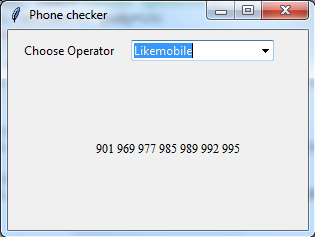 Phone checker
Choose Operator Likemobile
901 969 977 985 989 992 995